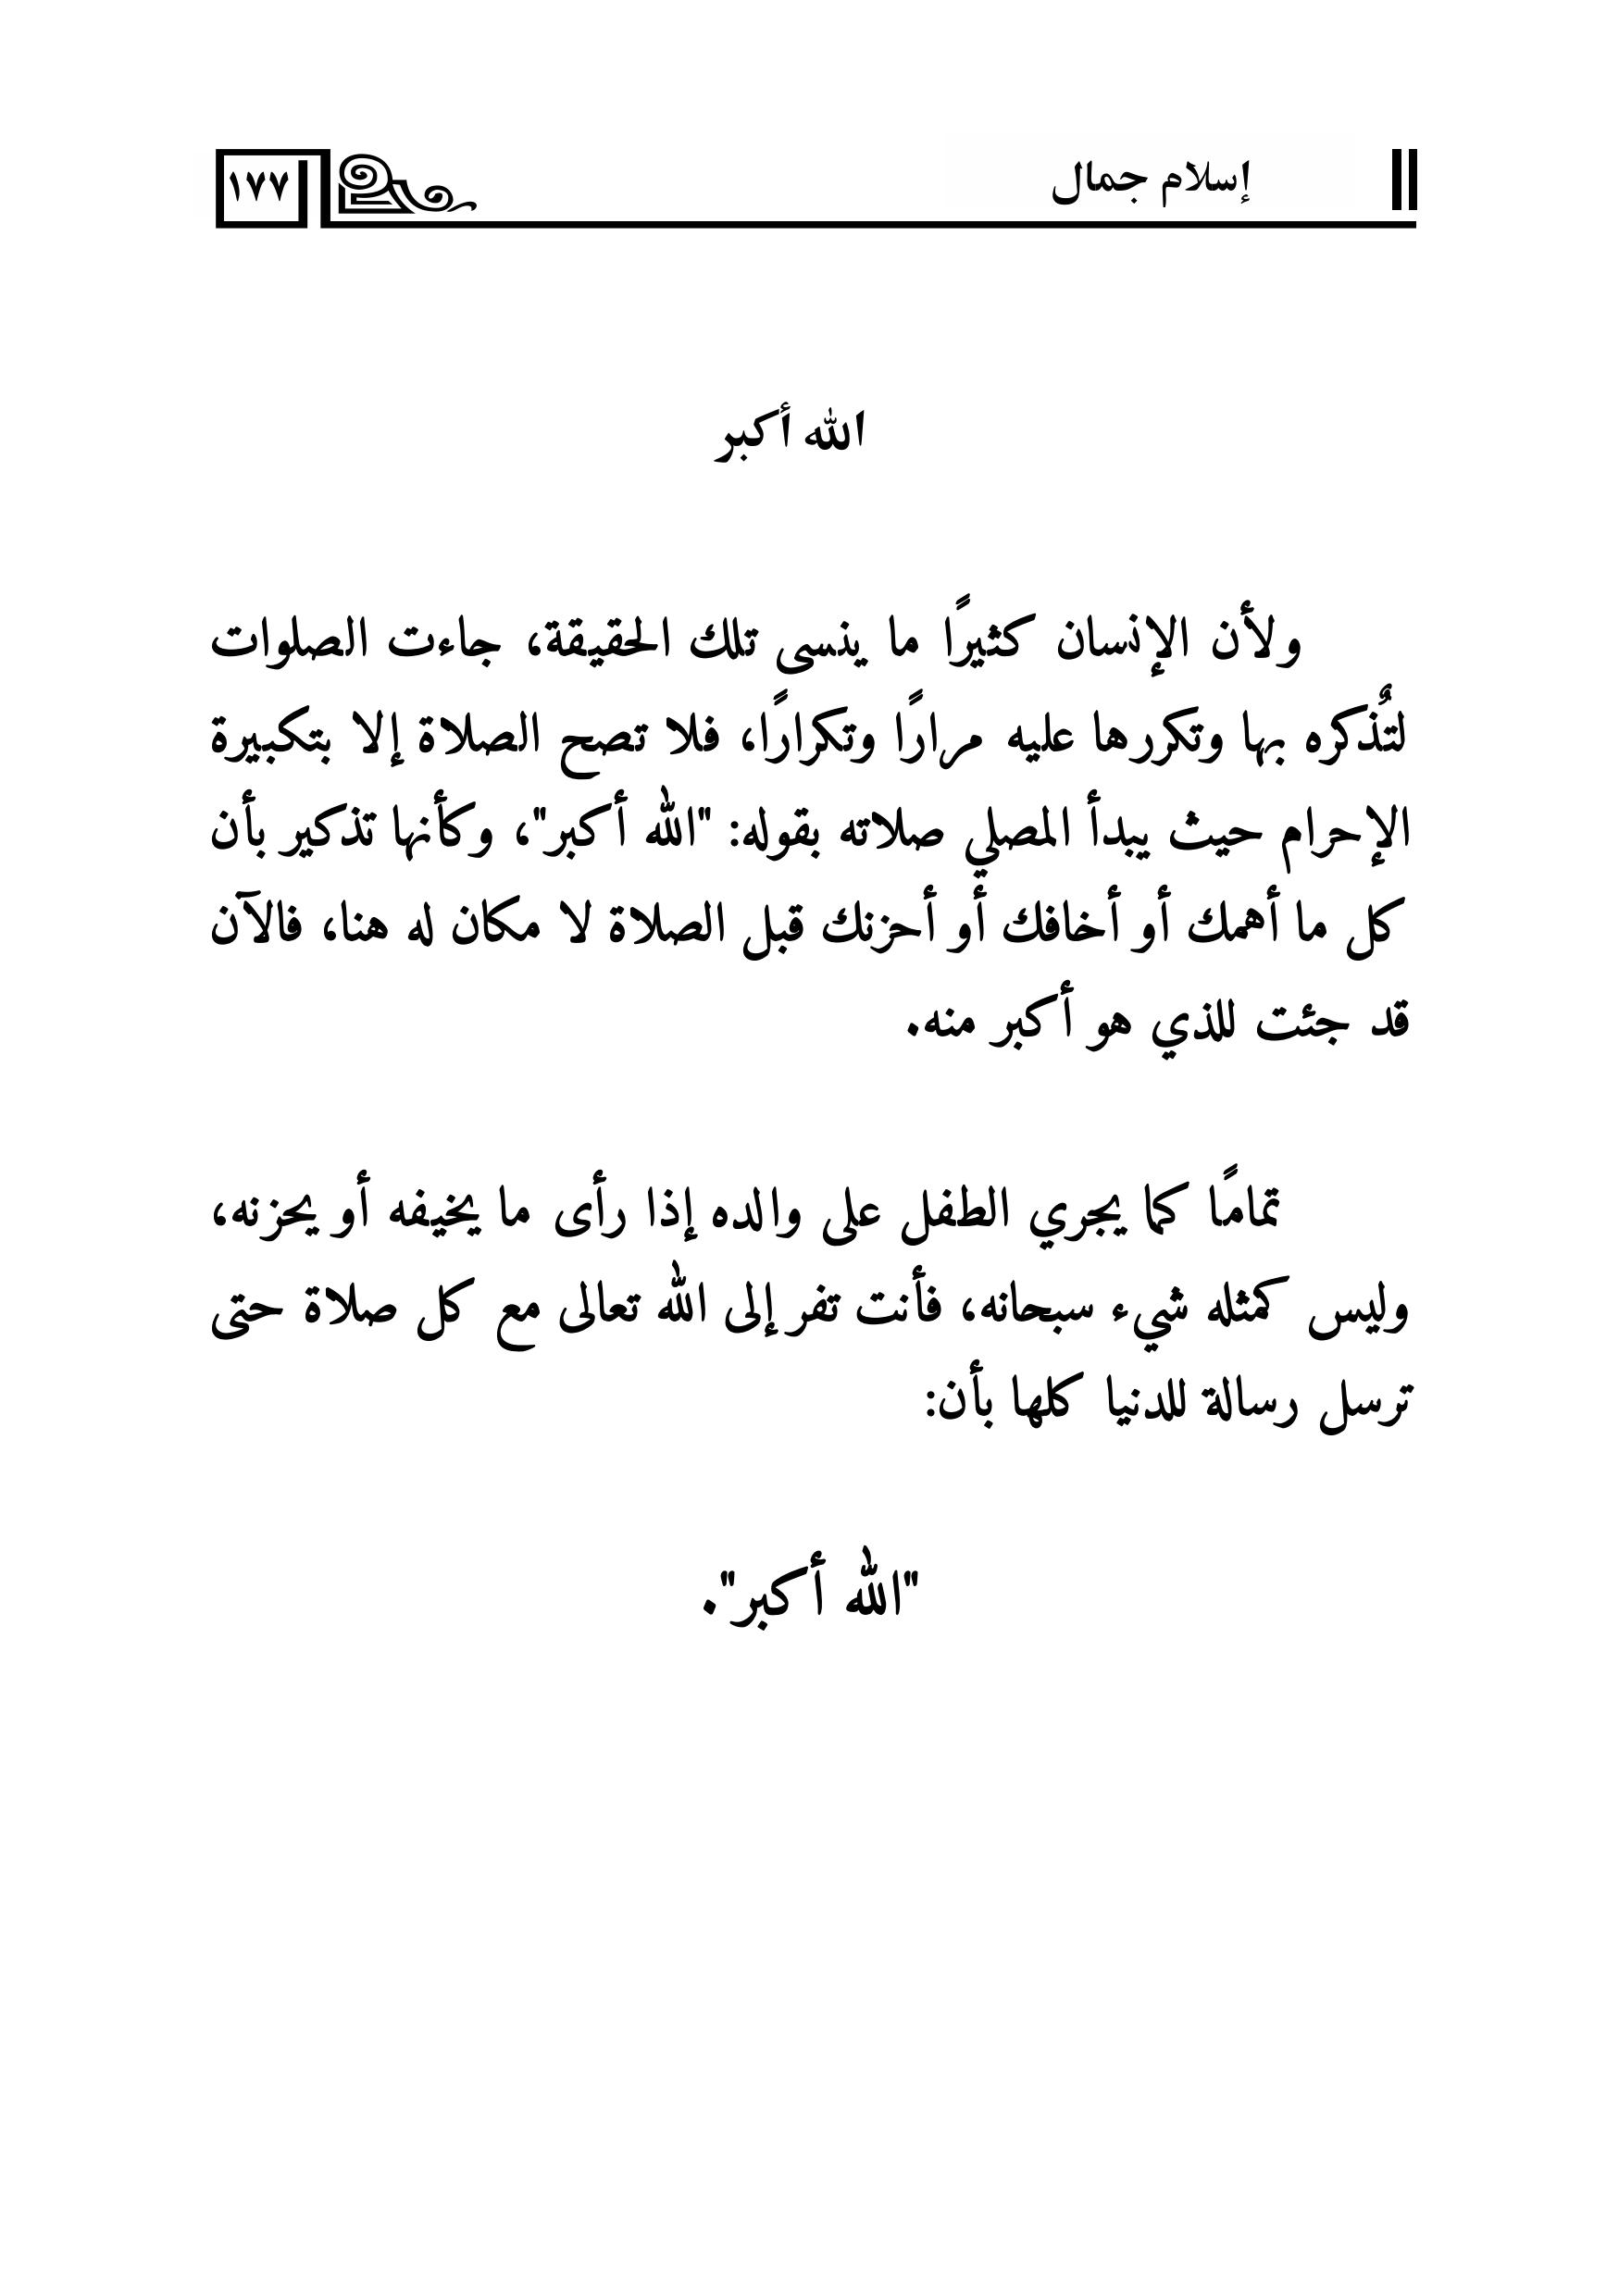 إسلام جمال
١٧٧
الله أكبر
ولأن الإنسان كثيرًا ما ينسى تلك الحقيقة، جاءت الصلوات
لتٌذكره بها وتكررها عليه مرارًا وتكرارًا، فلا تصح الصلاة إلا بتكبيرة
الإحرام حيث يبدأ المصلي صلاته بقوله: "الله أكبر"، وكأنها تذكير بأن
كل ما أهمك أو أخافك أو أحزنك قبل الصلاة لا مكان له هنا، فالآن
قد جئت للذي هو أكبر منه.
تمامًا كما يجري الطفل على والده إذا رأى ما يخيفه أو يحزنه،
وليس كمثله شيء سبحانه، فأنت تفر إلى الله تعالى مع كل صلاة حتى
ترسل رسالة للدنيا كلها بأن:
"الله أكبر".